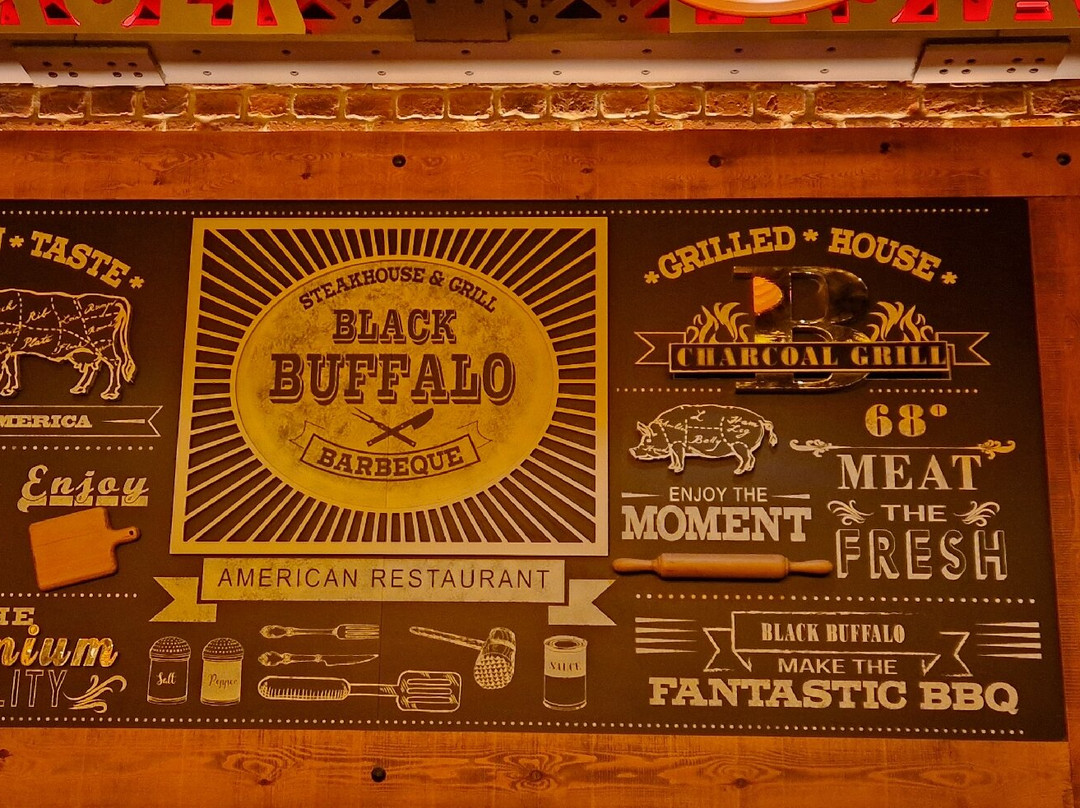 TASTE
MERICA
Enjoy
STEAKHOUSE & GRILL
BLACK
BUFFALO
BARBEQUE
AMERICAN RESTAURANT
Salt
Pepper
SAUCE
GRILLED * HOUSE
B
CHARCOAL GRILL
68°
MEAT
THE
FRESH
ENJOY THE
MOMENT
BLACK BUFFALO
MAKE THE
FANTASTIC BBQ